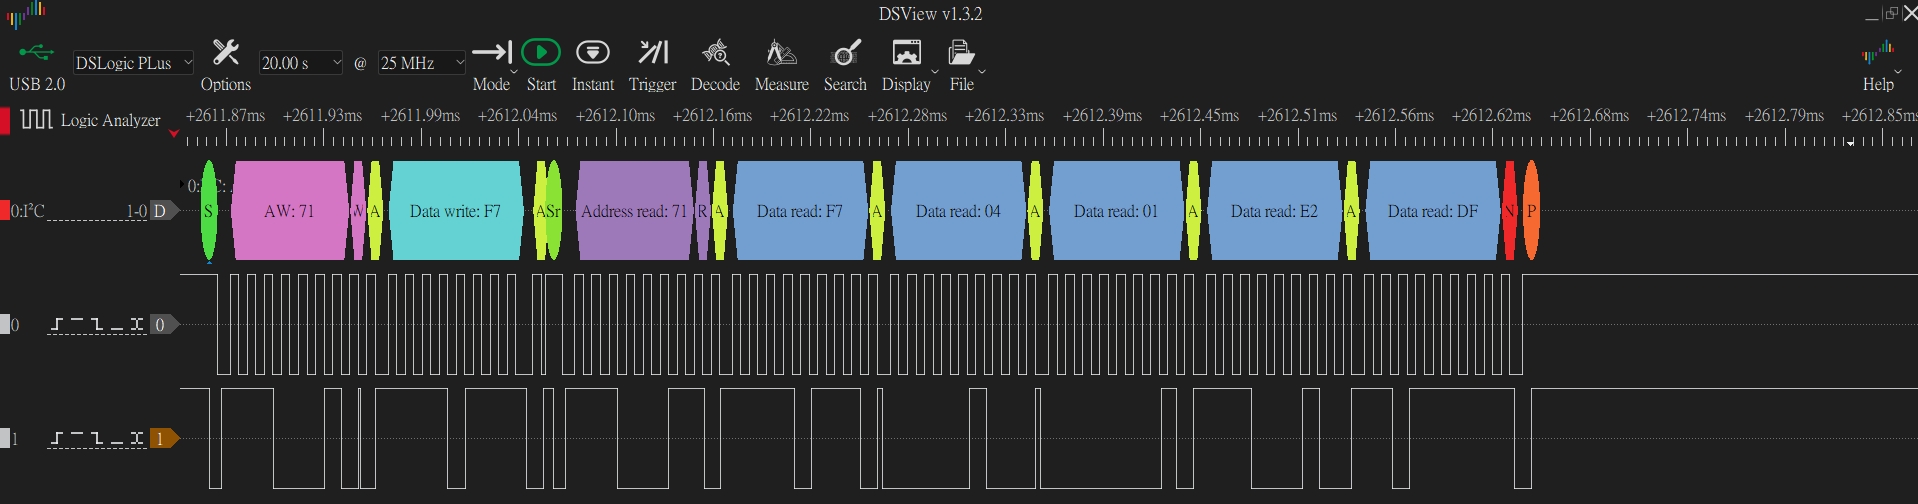 DSView v1.3.2
USB 2.0
DSLogic PLus
Options
20.00 s @ 25 MHz
Mode Start Instant Trigger Decode Measure Search Display File
Help
Logic Analyzer
+2611.87ms +2611.93ms +2611.99ms +2612.04ms +2612.10ms +2612.16ms +2612.22ms +2612.28ms +2612.33ms +2612.39ms +2612.45ms +2612.51ms +2612.56ms +2612.62ms +2612.68ms +2612.74ms +2612.79ms +2612.85ms
0:I²C 1-0 D
S AW: 71 W A Data write: F7 A Sr Address read: 71 R A Data read: F7 A Data read: 04 A Data read: 01 A Data read: E2 A Data read: DF N P
0 0
1 1